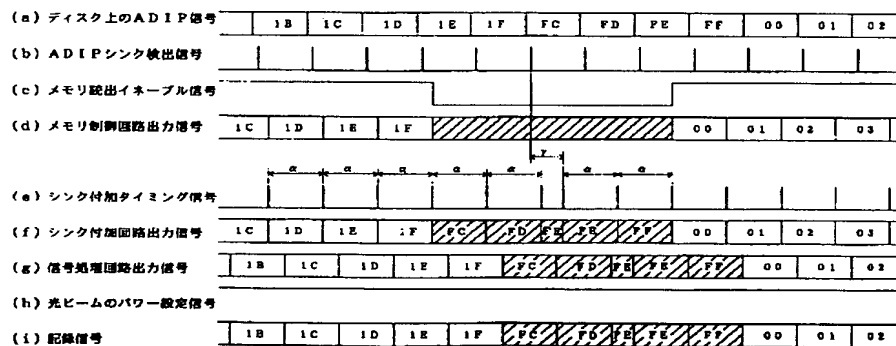 (a) ディスク上のADIP信号 1B 1C 1D 1E 1F FC FD FE FF 00 01 02
(b) ADIPシンク検出信号
(c) メモリ読出イネーブル信号
(d) メモリ制御回路出力信号 1C 1D 1E 1F 00 01 02 03
γ
α α α α α α α
(e) シンク付加タイミング信号
(f) シンク付加回路出力信号 1C 1D 1E 1F FC FD FE FE FF 00 01 02 03
(g) 信号処理回路出力信号 1B 1C 1D 1E 1F FC FD FE FE FF 00 01 02
(h) 光ビームのパワー設定信号
(i) 記録信号 1B 1C 1D 1E 1F FC FD FE FE FF 00 01 02